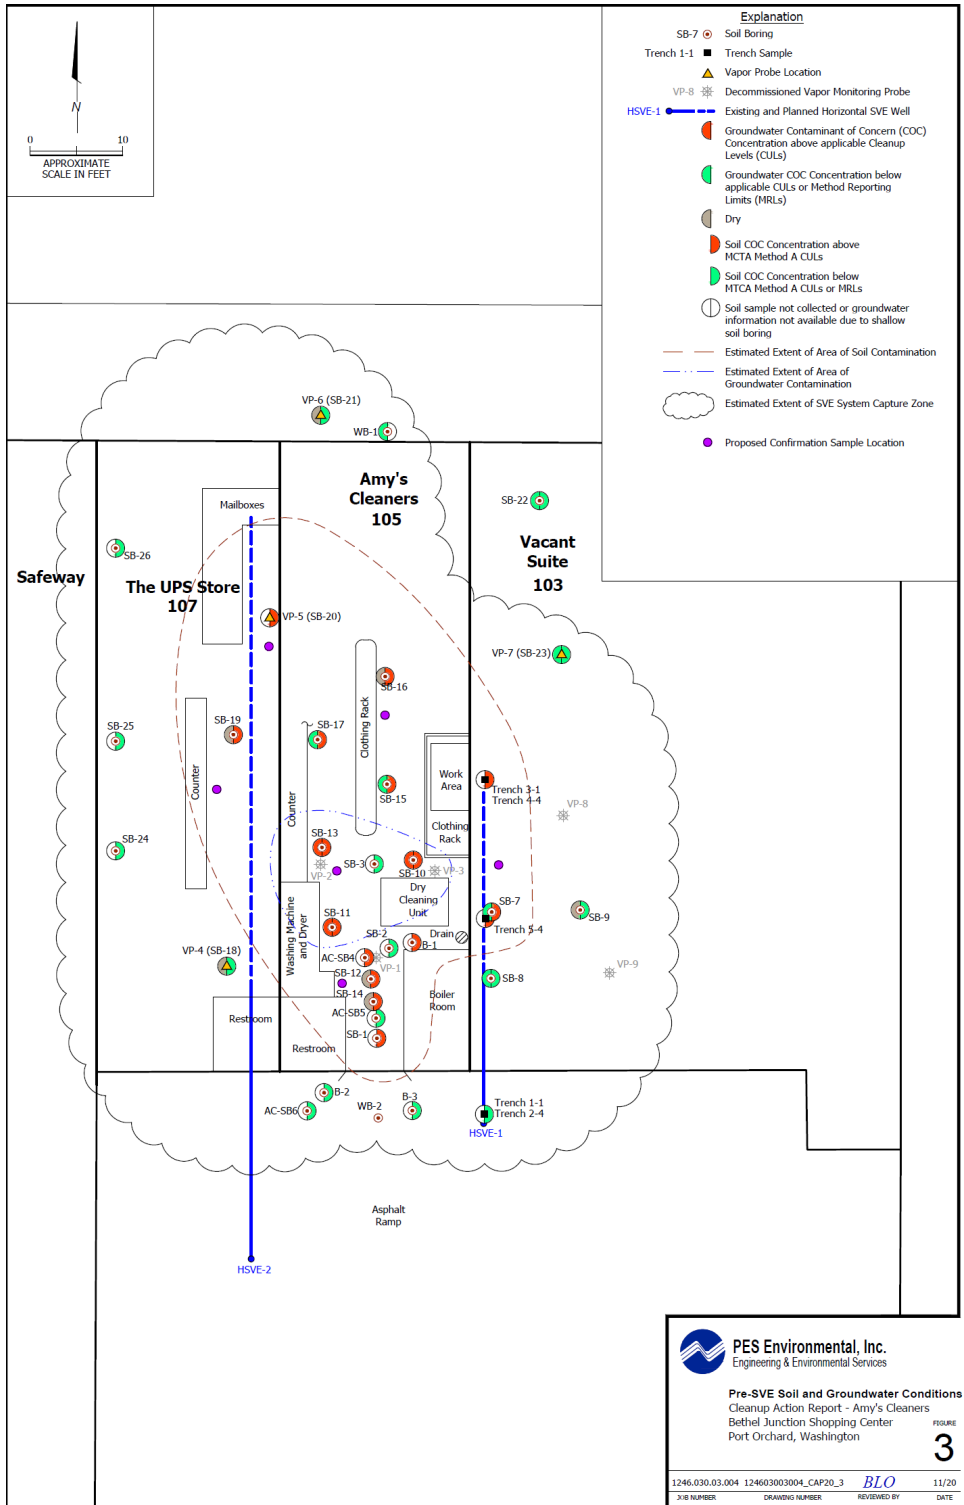 Explanation
SB-7 Soil Boring
Trench 1-1 Trench Sample
Vapor Probe Location
VP-8 Decommissioned Vapor Monitoring Probe
HSVE-1 Existing and Planned Horizontal SVE Well
Groundwater Contaminant of Concern (COC)
Concentration above applicable Cleanup
Levels (CULs)
Groundwater COC Concentration below
applicable CULs or Method Reporting
Limits (MRLs)
Dry
Soil COC Concentration above
MCTA Method A CULs
Soil COC Concentration below
MTCA Method A CULs or MRLs
Soil sample not collected or groundwater
information not available due to shallow
soil boring
Estimated Extent of Area of Soil Contamination
Estimated Extent of Area of
Groundwater Contamination
Estimated Extent of SVE System Capture Zone
Proposed Confirmation Sample Location
N
0 10
APPROXIMATE
SCALE IN FEET
VP-6 (SB-21)
WB-1
Amy's
Cleaners
105
Mailboxes
SB-22
Vacant
Suite
103
SB-26
Safeway
The UPS Store
107
VP-5 (SB-20)
VP-7 (SB-23)
SB-16
SB-25
SB-19
SB-17
Clothing Rack
Counter
Counter
Work
Area
Trench 3-1
Trench 4-4
SB-15
VP-8
Clothing
Rack
SB-24
SB-13
SB-3
SB-10
VP-2
VP-3
Dry
Cleaning
Unit
SB-7
SB-9
Trench 5-4
SB-11
Washing Machine
and Dryer
Drain
SB-2
B-1
VP-4 (SB-18)
AC-SB4
VP-1
VP-9
SB-12
SB-8
SB-14
Boiler
Room
AC-SB5
Restroom
SB-1
Restroom
B-2
B-3
AC-SB6
WB-2
Trench 1-1
Trench 2-4
HSVE-1
Asphalt
Ramp
HSVE-2
PES Environmental, Inc.
Engineering & Environmental Services
Pre-SVE Soil and Groundwater Conditions
Cleanup Action Report - Amy's Cleaners
Bethel Junction Shopping Center
Port Orchard, Washington
FIGURE
3
1246.030.03.004 124603003004_CAP20_3 BLO 11/20
JOB NUMBER DRAWING NUMBER REVIEWED BY DATE